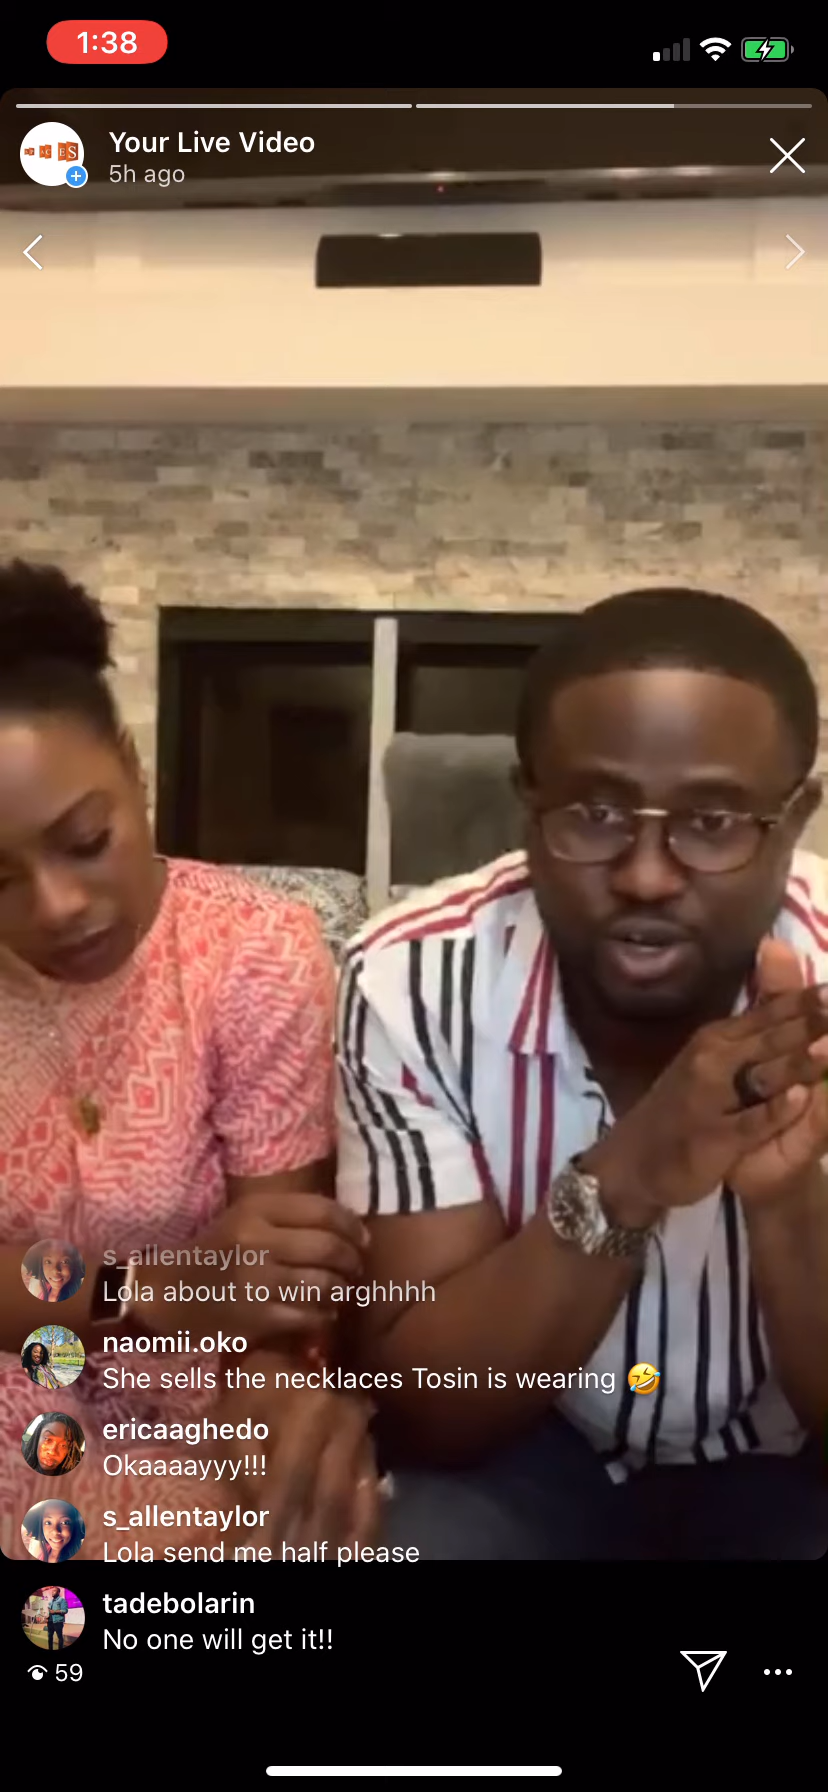 1:38
Your Live Video
5h ago
s_allentaylor
Lola about to win arghhhh
naomii.oko
She sells the necklaces Tosin is wearing 🤣
ericaaghedo
Okaaaayyy!!!
s_allentaylor
Lola send me half please
tadebolarin
No one will get it!!
59